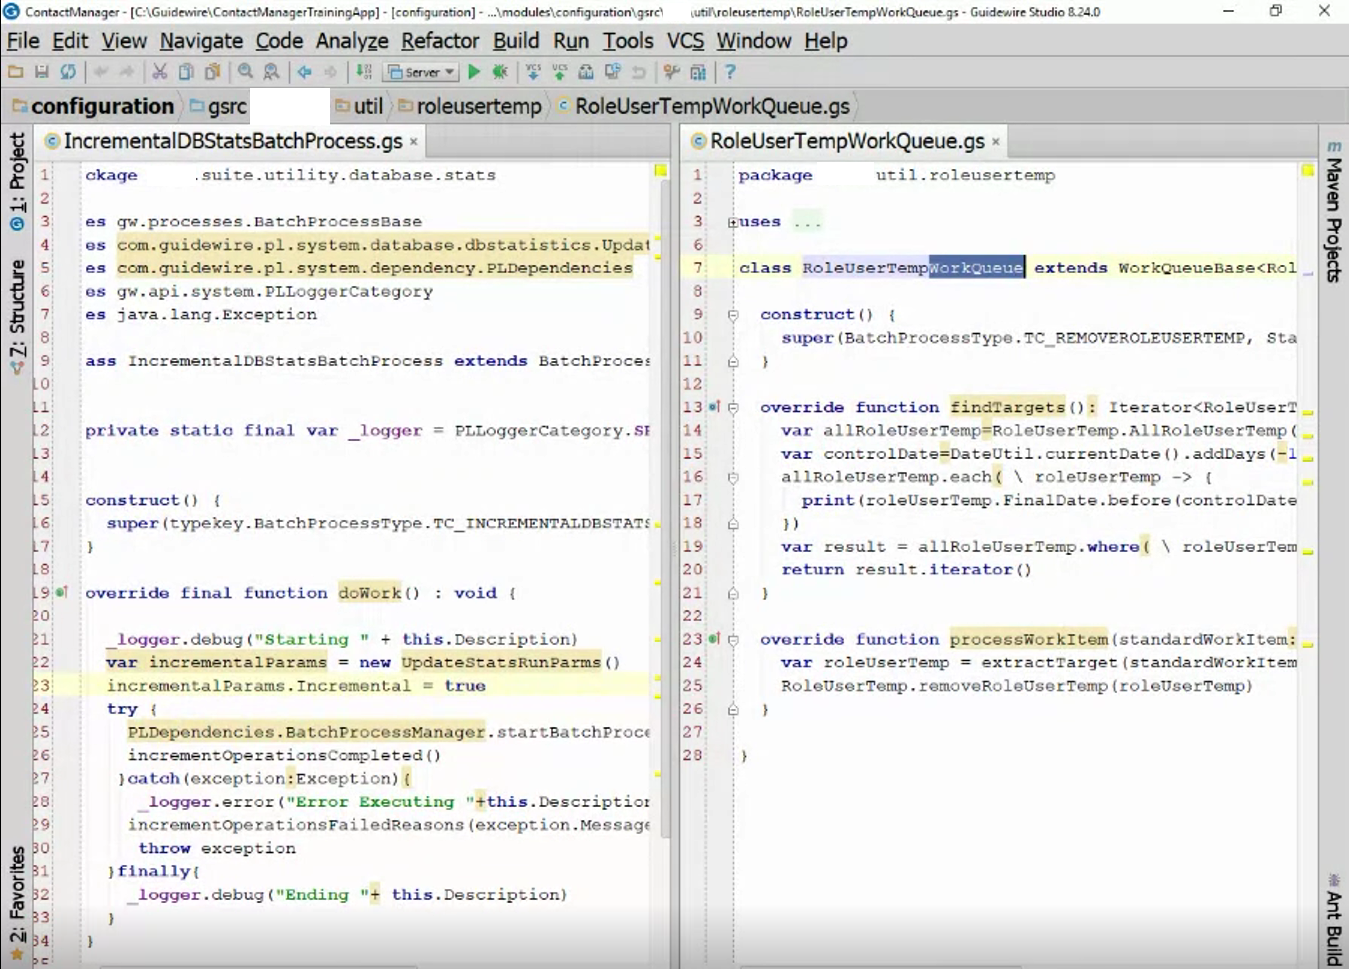 ContactManager - [C:\Guidewire\ContactManagerTrainingApp] - [configuration] - ...\modules\configuration\gsrc\ \util\roleusertemp\RoleUserTempWorkQueue.gs - Guidewire Studio 8.24.0
File Edit View Navigate Code Analyze Refactor Build Run Tools VCS Window Help
Server
configuration gsrc util roleusertemp RoleUserTempWorkQueue.gs
1: Project
7: Structure
2: Favorites
IncrementalDBStatsBatchProcess.gs
1 ckage .suite.utility.database.stats
2
3 es gw.processes.BatchProcessBase
4 es com.guidewire.pl.system.database.dbstatistics.Updat
5 es com.guidewire.pl.system.dependency.PLDependencies
6 es gw.api.system.PLLoggerCategory
7 es java.lang.Exception
8
9 ass IncrementalDBStatsBatchProcess extends BatchProces
10
11
12 private static final var _logger = PLLoggerCategory.SE
13
14
15 construct() {
16 super(typekey.BatchProcessType.TC_INCREMENTALDBSTATS
17 }
18
19 override final function doWork() : void {
20
21 _logger.debug("Starting " + this.Description)
22 var incrementalParams = new UpdateStatsRunParms()
23 incrementalParams.Incremental = true
24 try {
25 PLDependencies.BatchProcessManager.startBatchProce
26 incrementOperationsCompleted()
27 }catch(exception:Exception){
28 _logger.error("Error Executing "+this.Description
29 incrementOperationsFailedReasons(exception.Message
30 throw exception
31 }finally{
32 _logger.debug("Ending "+ this.Description)
33 }
34 }
RoleUserTempWorkQueue.gs
1 package util.roleusertemp
2
3 uses ...
6
7 class RoleUserTempWorkQueue extends WorkQueueBase<Rol
8
9 construct() {
10 super(BatchProcessType.TC_REMOVEROLEUSERTEMP, Sta
11 }
12
13 override function findTargets(): Iterator<RoleUserT
14 var allRoleUserTemp=RoleUserTemp.AllRoleUserTemp(
15 var controlDate=DateUtil.currentDate().addDays(-1
16 allRoleUserTemp.each( \ roleUserTemp -> {
17 print(roleUserTemp.FinalDate.before(controlDate
18 })
19 var result = allRoleUserTemp.where( \ roleUserTem
20 return result.iterator()
21 }
22
23 override function processWorkItem(standardWorkItem:
24 var roleUserTemp = extractTarget(standardWorkItem
25 RoleUserTemp.removeRoleUserTemp(roleUserTemp)
26 }
27
28 }
Maven Projects
Ant Build